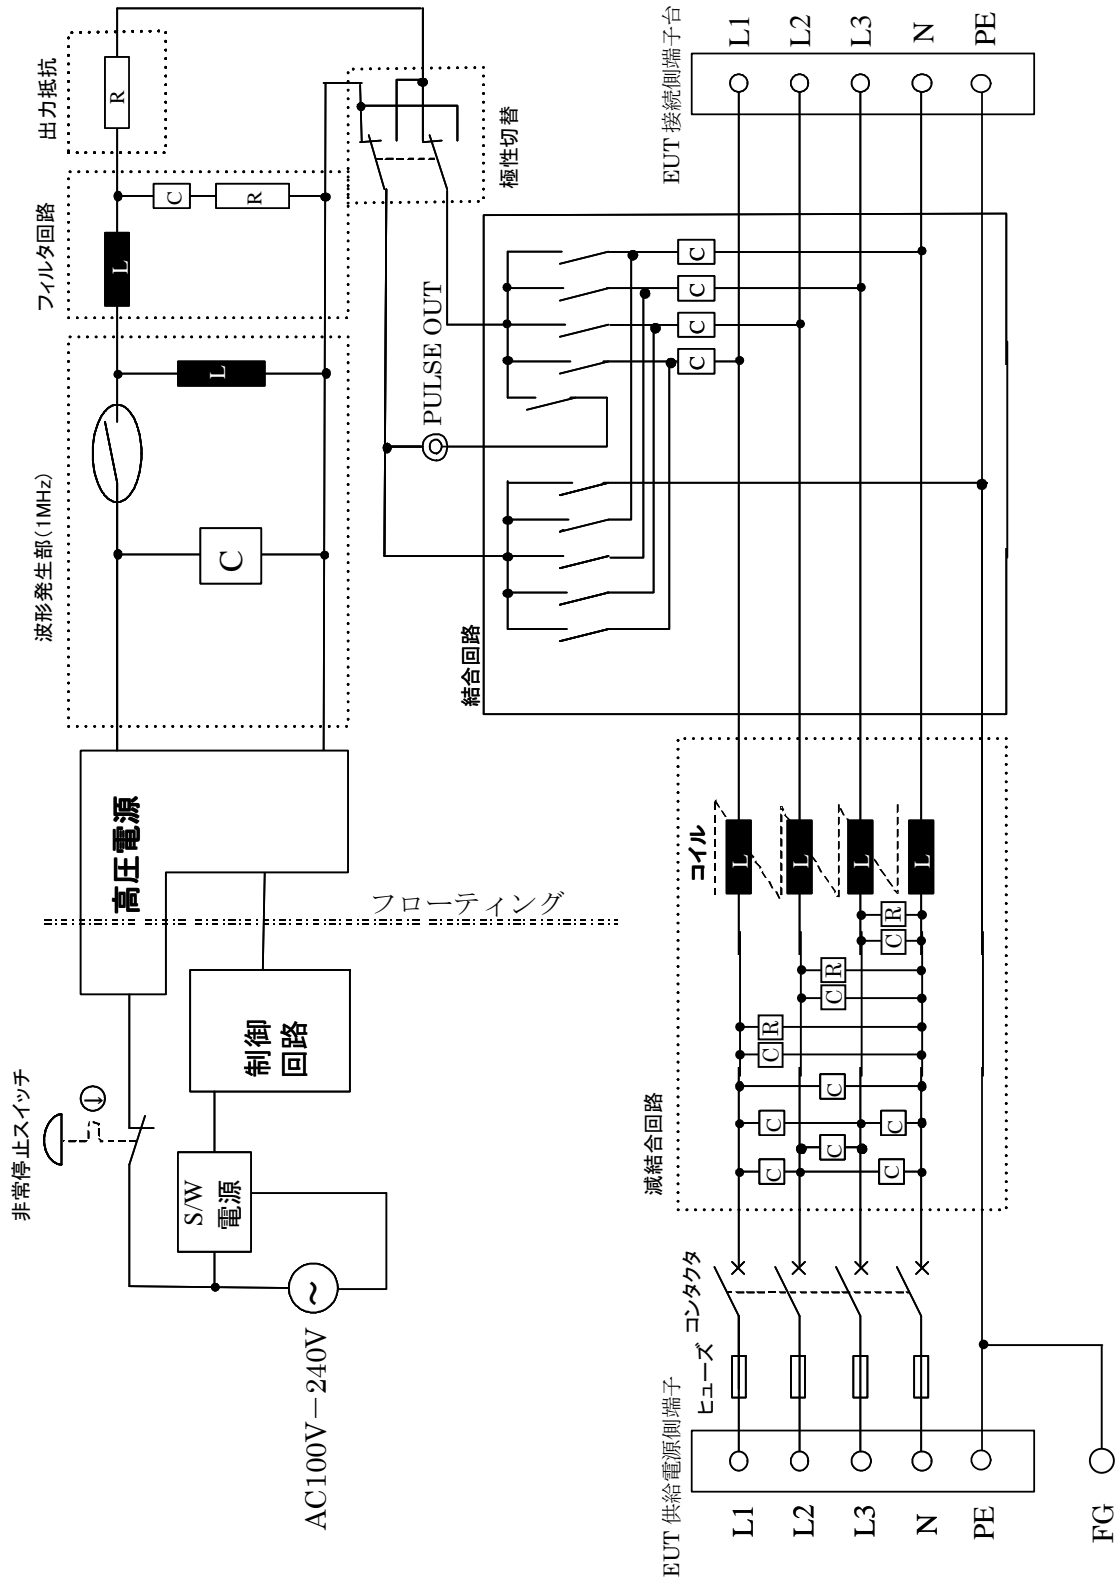 非常停止スイッチ
AC100V－240V
S/W
電源
制御
回路
高圧電源
フローティング
波形発生部(1MHz)
C
L
フィルタ回路
L
C
R
出力抵抗
R
極性切替
PULSE OUT
結合回路
C
C
C
C
EUT 供給電源側端子
L1
L2
L3
N
PE
FG
ヒューズ
コンタクタ
減結合回路
C
C
C
C
C
C
C
R
C
R
C
R
コイル
L
L
L
L
EUT 接続側端子台
L1
L2
L3
N
PE